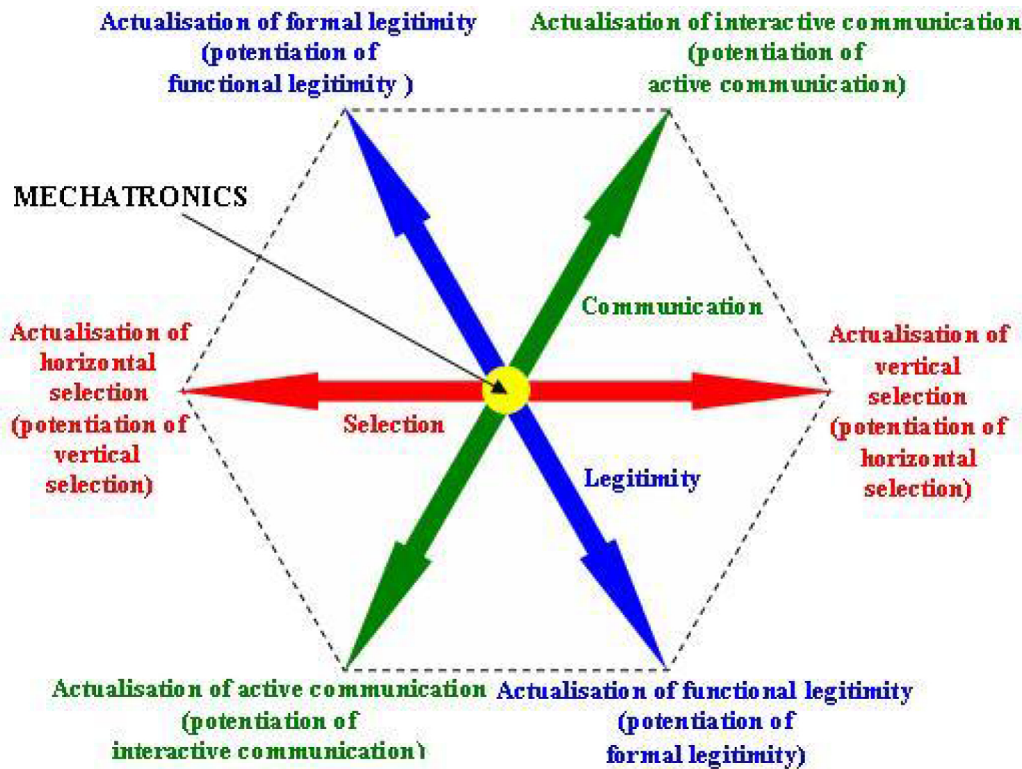 Actualisation of formal legitimity
(potentiation of
functional legitimity )
Actualisation of interactive communication
(potentiation of
active communication)
MECHATRONICS
Communication
Actualisation of
horizontal
selection
(potentiation of
vertical
selection)
Actualisation of
vertical
selection
(potentiation of
horizontal
selection)
Selection
Legitimity
Actualisation of active communication
(potentiation of
interactive communication)
Actualisation of functional legitimity
(potentiation of
formal legitimity)